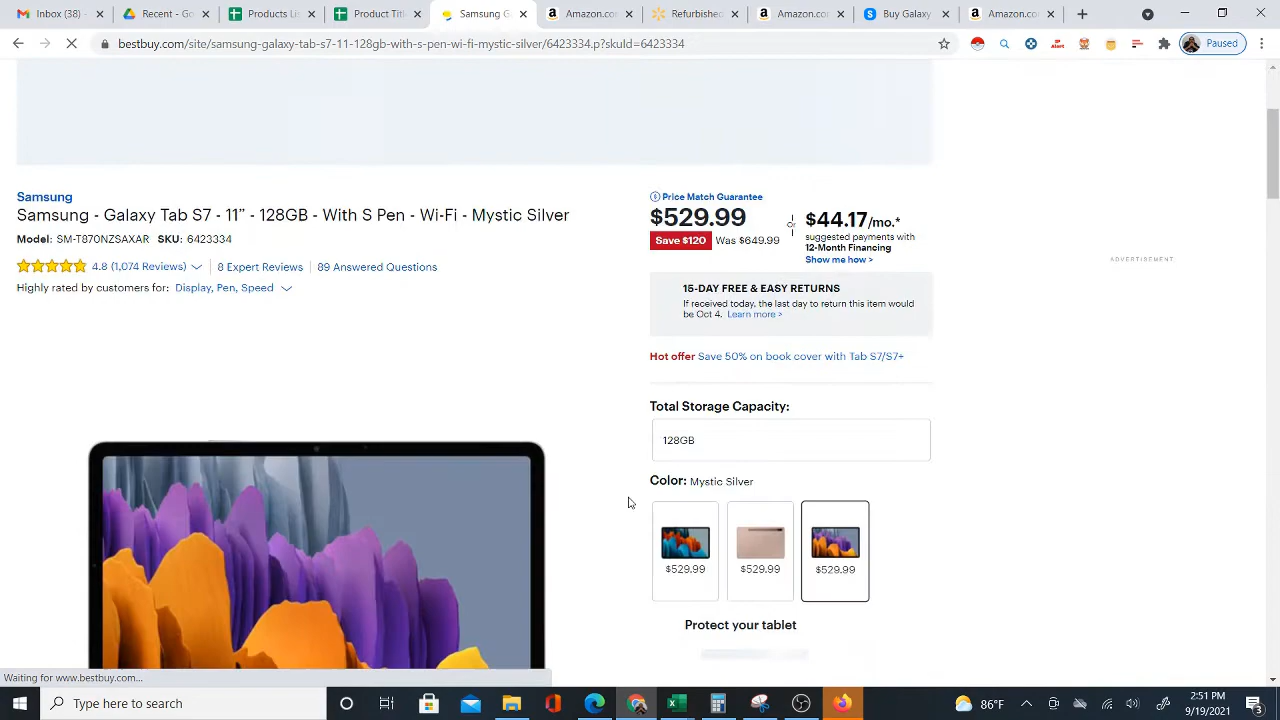 Inbox (35
Recent - Go
Products Lis
Product Titl
Samsung G
Amazon.com
Refurbished
Amazon.com
Buy Galaxy
Amazon.co
bestbuy.com/site/samsung-galaxy-tab-s7-11-128gb-with-s-pen-wi-fi-mystic-silver/6423334.p?skuId=6423334
Paused
Samsung
Samsung - Galaxy Tab S7 - 11” - 128GB - With S Pen - Wi-Fi - Mystic Silver
Model: SM-T870NZSAXAR SKU: 6423334
4.8 (1,074 Reviews)
8 Expert Reviews
89 Answered Questions
Highly rated by customers for: Display, Pen, Speed
Price Match Guarantee
$529.99
Save $120 Was $649.99
Or
$44.17/mo.*
suggested payments with
12-Month Financing
Show me how >
ADVERTISEMENT
15-DAY FREE & EASY RETURNS
If received today, the last day to return this item would
be Oct 4. Learn more >
Hot offer Save 50% on book cover with Tab S7/S7+
Total Storage Capacity:
128GB
Color: Mystic Silver
$529.99
$529.99
$529.99
Protect your tablet
Waiting for www.bestbuy.com...
Type here to search
86°F
2:51 PM
9/19/2021
3